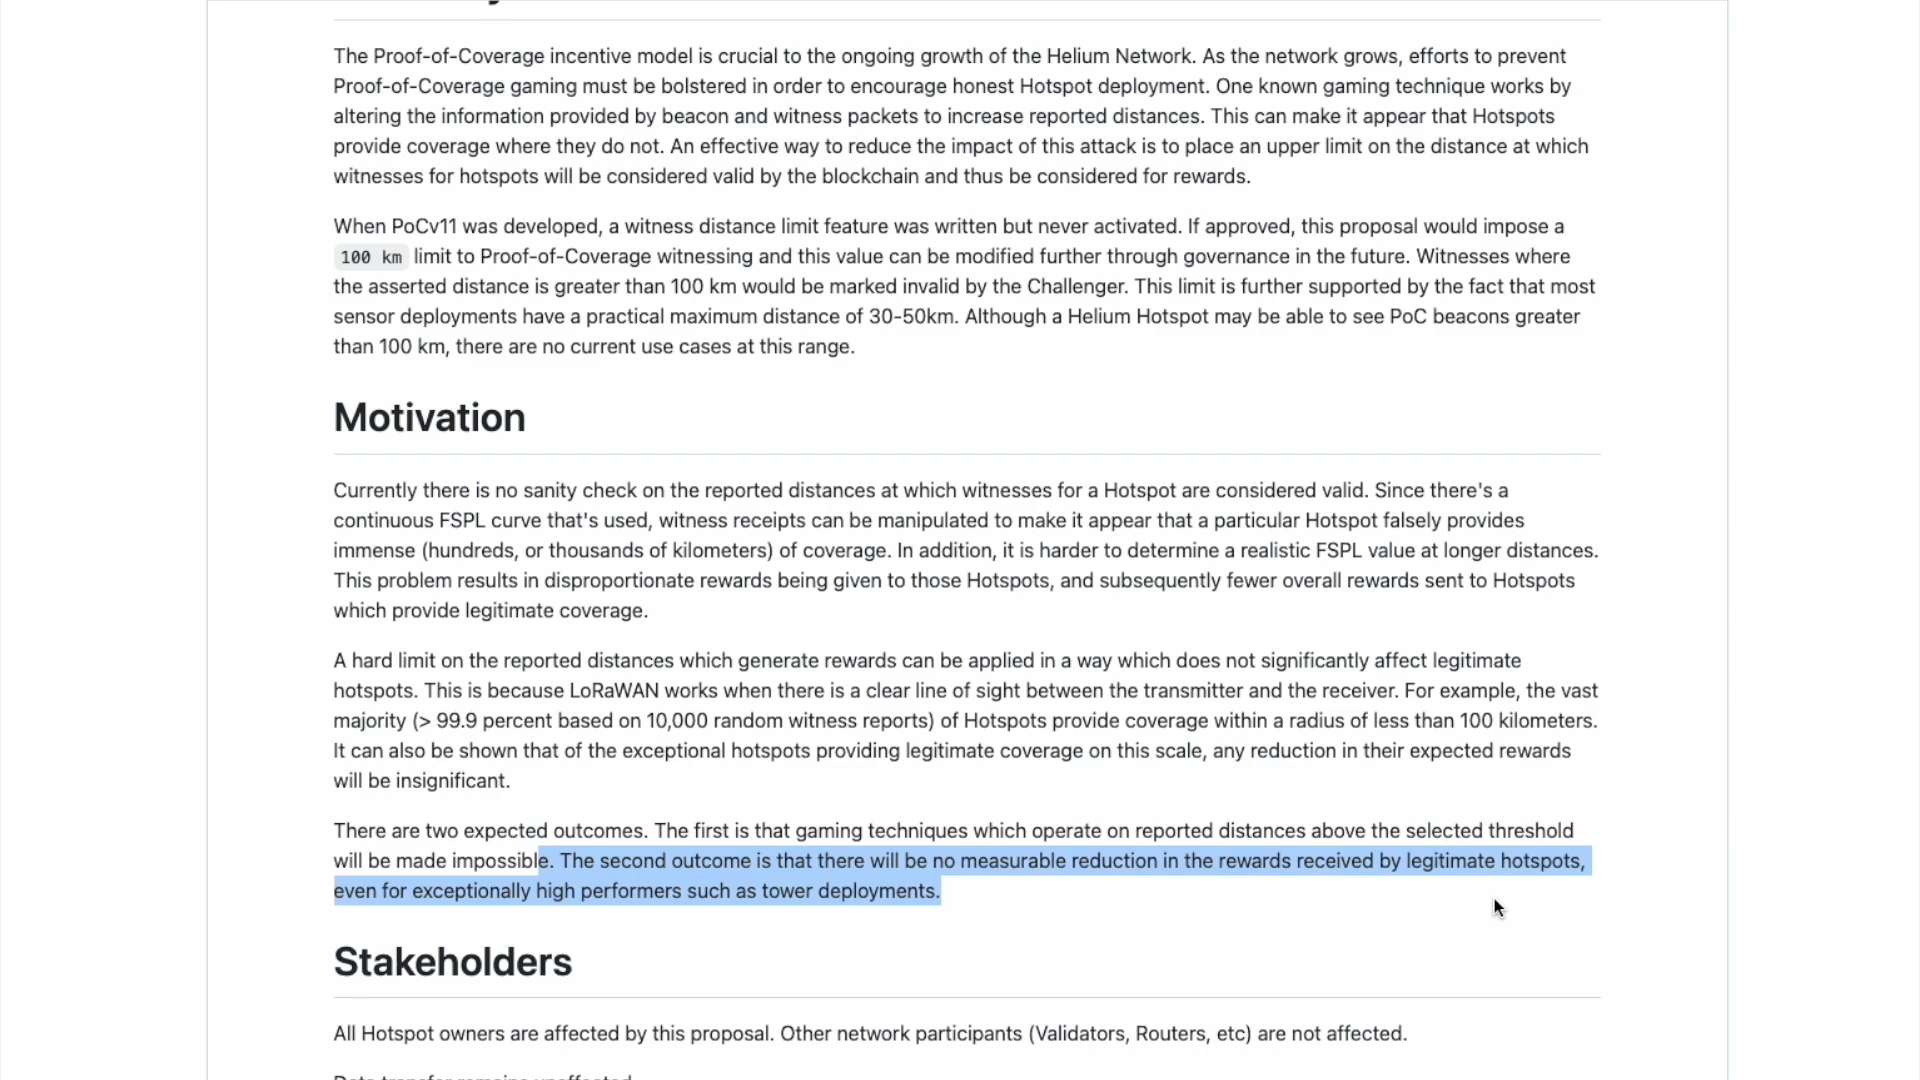 The Proof-of-Coverage incentive model is crucial to the ongoing growth of the Helium Network. As the network grows, efforts to prevent
Proof-of-Coverage gaming must be bolstered in order to encourage honest Hotspot deployment. One known gaming technique works by
altering the information provided by beacon and witness packets to increase reported distances. This can make it appear that Hotspots
provide coverage where they do not. An effective way to reduce the impact of this attack is to place an upper limit on the distance at which
witnesses for hotspots will be considered valid by the blockchain and thus be considered for rewards.
When PoCv11 was developed, a witness distance limit feature was written but never activated. If approved, this proposal would impose a
100 km limit to Proof-of-Coverage witnessing and this value can be modified further through governance in the future. Witnesses where
the asserted distance is greater than 100 km would be marked invalid by the Challenger. This limit is further supported by the fact that most
sensor deployments have a practical maximum distance of 30-50km. Although a Helium Hotspot may be able to see PoC beacons greater
than 100 km, there are no current use cases at this range.
Motivation
Currently there is no sanity check on the reported distances at which witnesses for a Hotspot are considered valid. Since there's a
continuous FSPL curve that's used, witness receipts can be manipulated to make it appear that a particular Hotspot falsely provides
immense (hundreds, or thousands of kilometers) of coverage. In addition, it is harder to determine a realistic FSPL value at longer distances.
This problem results in disproportionate rewards being given to those Hotspots, and subsequently fewer overall rewards sent to Hotspots
which provide legitimate coverage.
A hard limit on the reported distances which generate rewards can be applied in a way which does not significantly affect legitimate
hotspots. This is because LoRaWAN works when there is a clear line of sight between the transmitter and the receiver. For example, the vast
majority (> 99.9 percent based on 10,000 random witness reports) of Hotspots provide coverage within a radius of less than 100 kilometers.
It can also be shown that of the exceptional hotspots providing legitimate coverage on this scale, any reduction in their expected rewards
will be insignificant.
There are two expected outcomes. The first is that gaming techniques which operate on reported distances above the selected threshold
will be made impossible. The second outcome is that there will be no measurable reduction in the rewards received by legitimate hotspots,
even for exceptionally high performers such as tower deployments.
Stakeholders
All Hotspot owners are affected by this proposal. Other network participants (Validators, Routers, etc) are not affected.
Data transfer remains unaffected